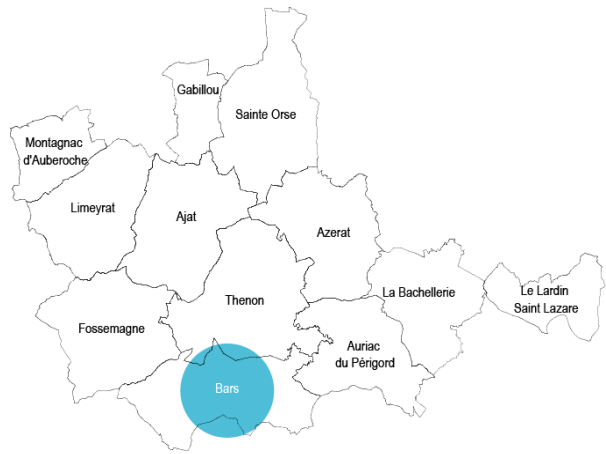 Gabillou
Sainte Orse
Montagnac
d'Auberoche
Limeyrat
Ajat
Azerat
La Bachellerie
Le Lardin
Saint Lazare
Thenon
Fossemagne
Auriac
du Périgord
Bars